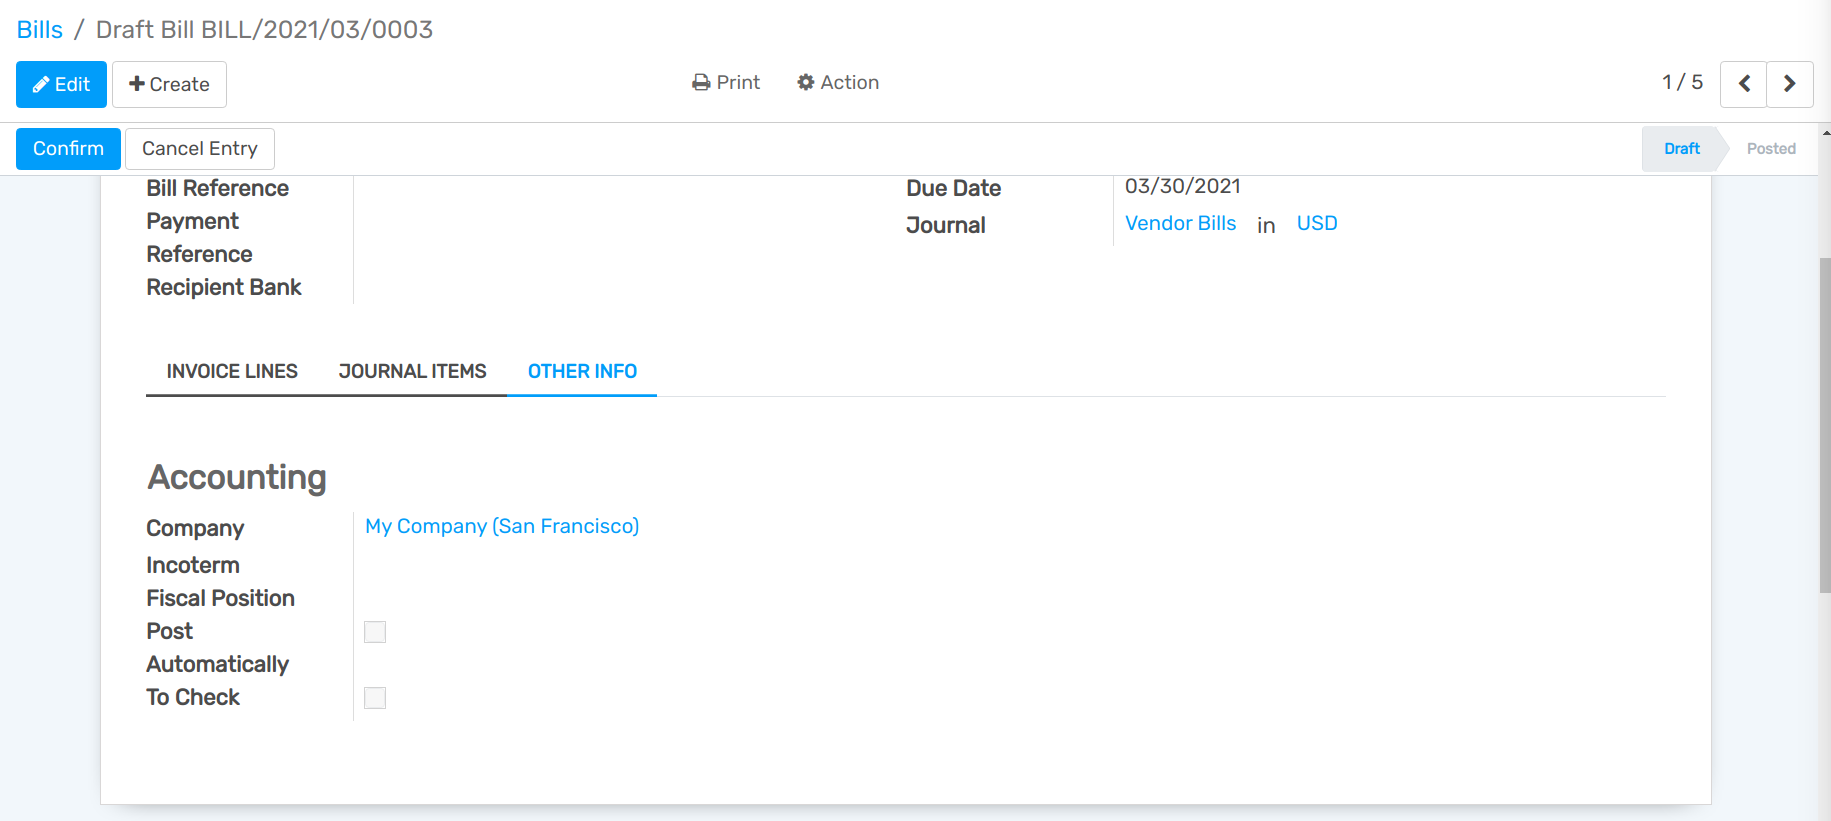 Bills / Draft Bill BILL/2021/03/0003
Edit Create Print Action 1 / 5
Confirm Cancel Entry Draft Posted
Bill Reference
Payment
Reference
Recipient Bank
Due Date 03/30/2021
Journal Vendor Bills in USD
INVOICE LINES JOURNAL ITEMS OTHER INFO
Accounting
Company My Company (San Francisco)
Incoterm
Fiscal Position
Post
Automatically
To Check